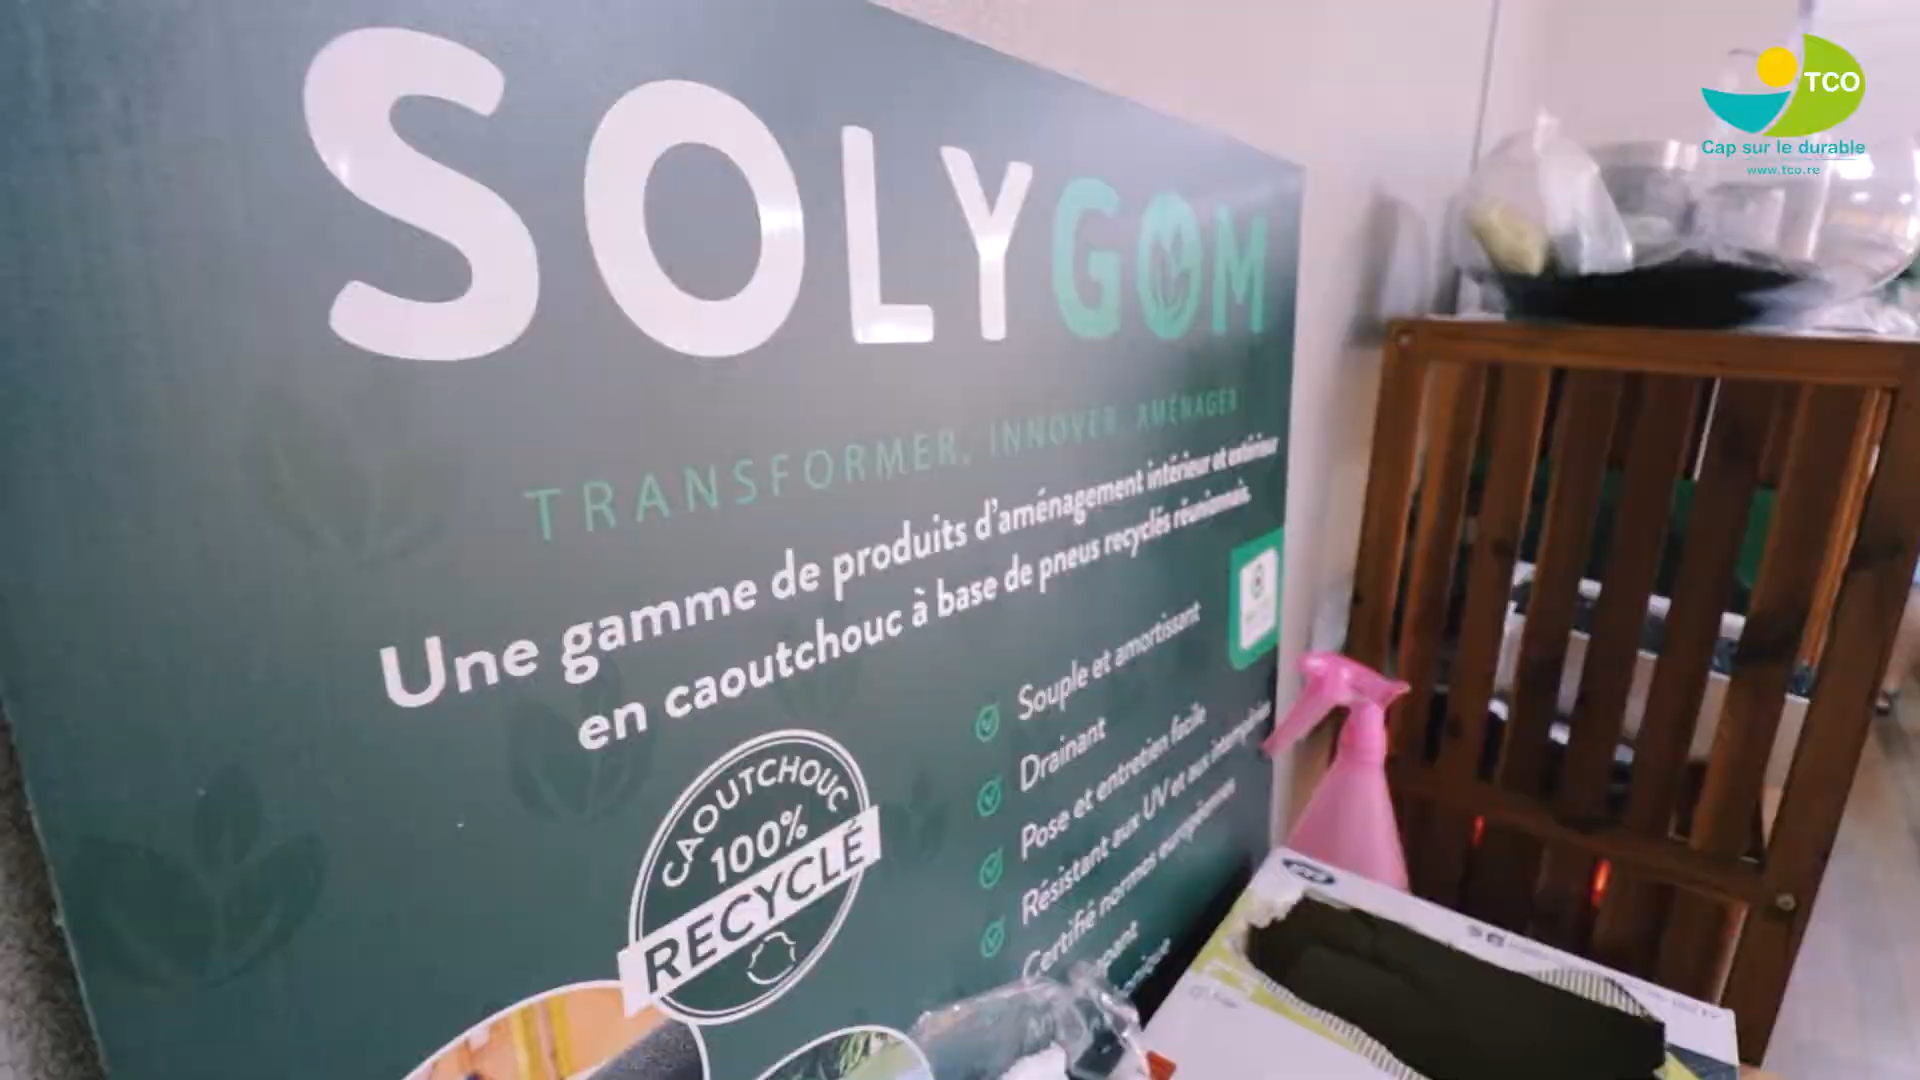 SOLYGOM
TRANSFORMER, INNOVER, AMÉNAGER
Une gamme de produits d'aménagement intérieur et extérieur
en caoutchouc à base de pneus recyclés réunionnais.
Souple et amortissant
Drainant
Pose et entretien facile
Résistant aux UV et aux intempéries
Certifié normes européennes
CAOUTCHOUC
100%
RECYCLÉ
TCO
Cap sur le durable
www.tco.re